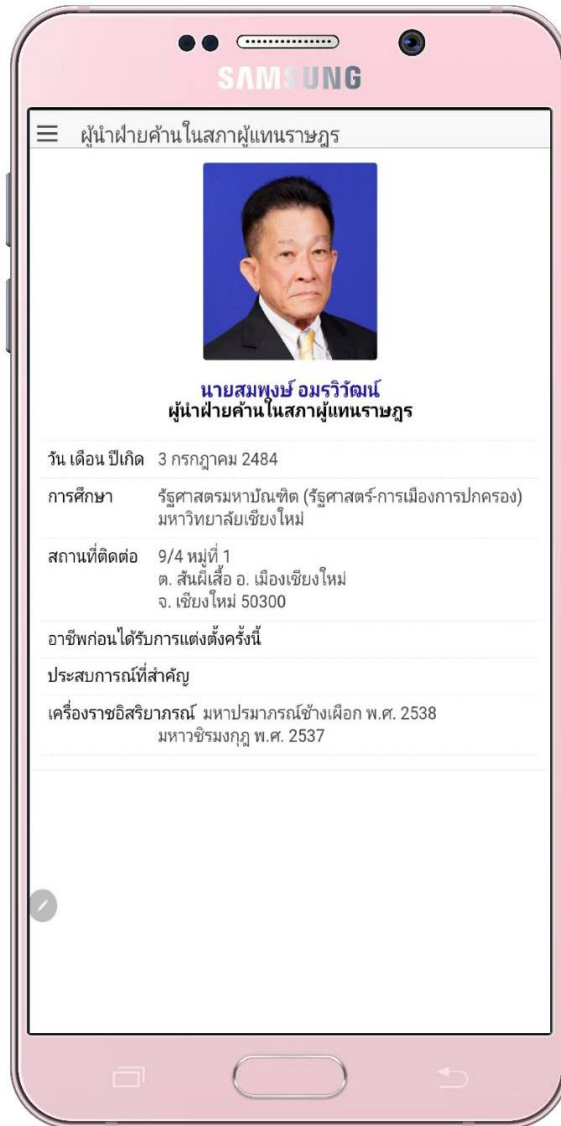 SAMSUNG
ผู้นำฝ่ายค้านในสภาผู้แทนราษฎร
นายสมพงษ์ อมรวิวัฒน์
ผู้นำฝ่ายค้านในสภาผู้แทนราษฎร
วัน เดือน ปีเกิด 3 กรกฎาคม 2484
การศึกษา รัฐศาสตรมหาบัณฑิต (รัฐศาสตร์-การเมืองการปกครอง)
มหาวิทยาลัยเชียงใหม่
สถานที่ติดต่อ 9/4 หมู่ที่ 1
ต. สันผีเสื้อ อ. เมืองเชียงใหม่
จ. เชียงใหม่ 50300
อาชีพก่อนได้รับการแต่งตั้งครั้งนี้
ประสบการณ์ที่สำคัญ
เครื่องราชอิสริยาภรณ์ มหาปรมาภรณ์ช้างเผือก พ.ศ. 2538
มหาวชิรมงกุฎ พ.ศ. 2537